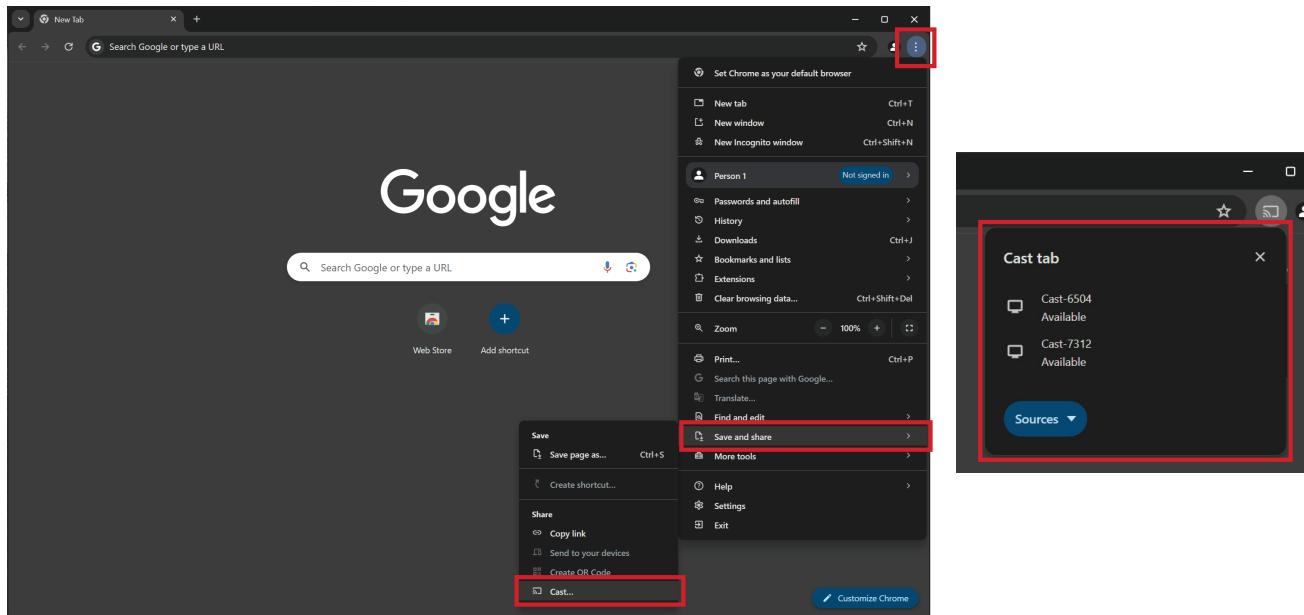 New Tab
Search Google or type a URL
Set Chrome as your default browser
New tab Ctrl+T
New window Ctrl+N
New Incognito window Ctrl+Shift+N
Person 1 Not signed in
Passwords and autofill
History
Downloads Ctrl+J
Bookmarks and lists
Extensions
Clear browsing data... Ctrl+Shift+Del
Zoom − 100% +
Print... Ctrl+P
Search this page with Google...
Translate...
Find and edit
Save and share
More tools
Help
Settings
Exit
Google
Search Google or type a URL
Web Store Add shortcut
Save
Save page as... Ctrl+S
Create shortcut...
Share
Copy link
Send to your devices
Create QR Code
Cast...
Customize Chrome
Cast tab
Cast-6504
Available
Cast-7312
Available
Sources